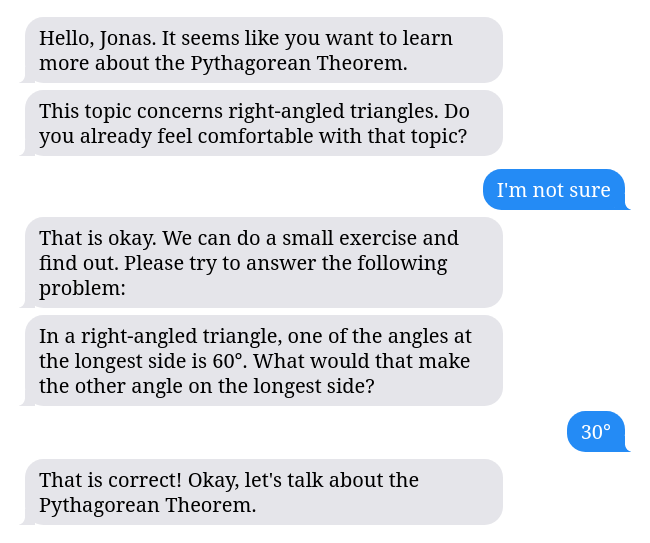 Hello, Jonas. It seems like you want to learn
more about the Pythagorean Theorem.
This topic concerns right-angled triangles. Do
you already feel comfortable with that topic?
I'm not sure
That is okay. We can do a small exercise and
find out. Please try to answer the following
problem:
In a right-angled triangle, one of the angles at
the longest side is 60°. What would that make
the other angle on the longest side?
30°
That is correct! Okay, let's talk about the
Pythagorean Theorem.